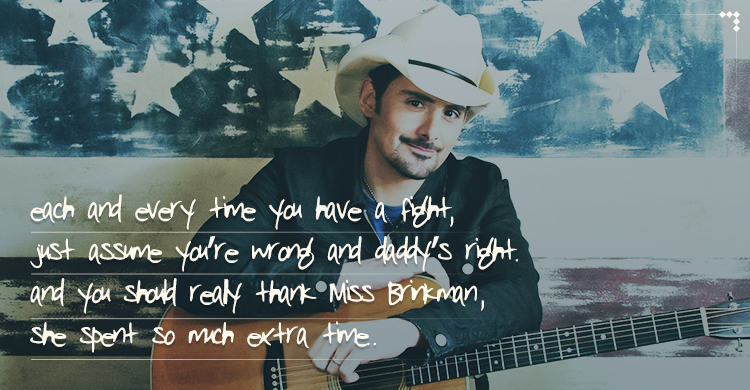 each and every time you have a fight,
just assume you're wrong and daddy's right.
and you should really thank Miss Brinkman,
she spent so much extra time.